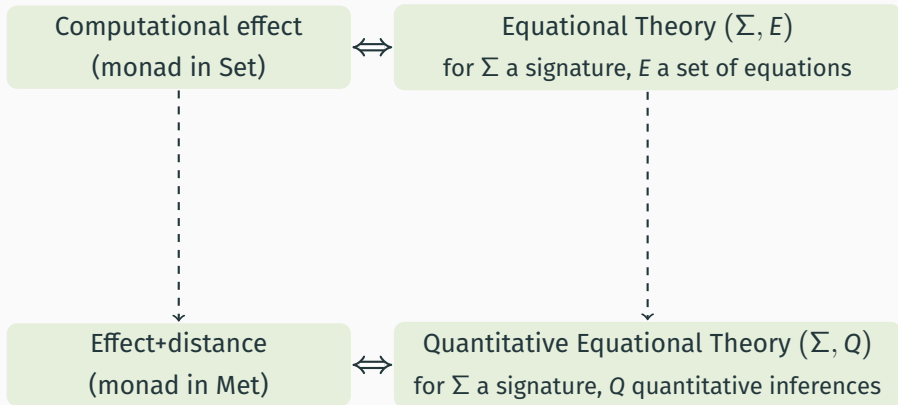 Computational effect
(monad in Set)
⇔
Equational Theory (Σ, E)
for Σ a signature, E a set of equations
Effect+distance
(monad in Met)
⇔
Quantitative Equational Theory (Σ, Q)
for Σ a signature, Q quantitative inferences